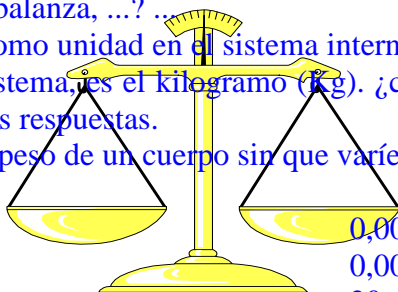 balanza, ...? ...
omo unidad en el sistema intern
stema, es el kilogramo (Kg). ¿c
s respuestas.
peso de un cuerpo sin que varíe
0,00
0,00